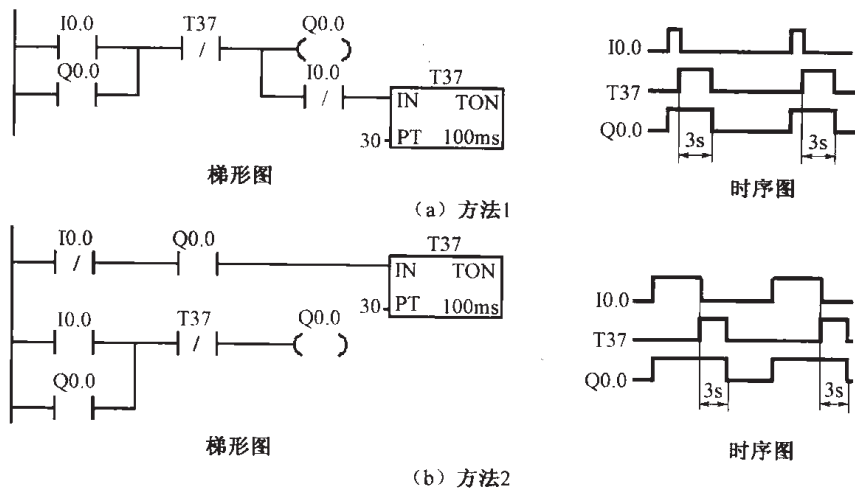 I0.0 T37 Q0.0
Q0.0 I0.0 T37
IN TON
30 PT 100ms
梯形图
I0.0
T37
Q0.0
3s 3s
时序图
(a) 方法1
I0.0 Q0.0 T37
IN TON
30 PT 100ms
I0.0 T37 Q0.0
Q0.0
梯形图
I0.0
T37
Q0.0
3s 3s
时序图
(b) 方法2